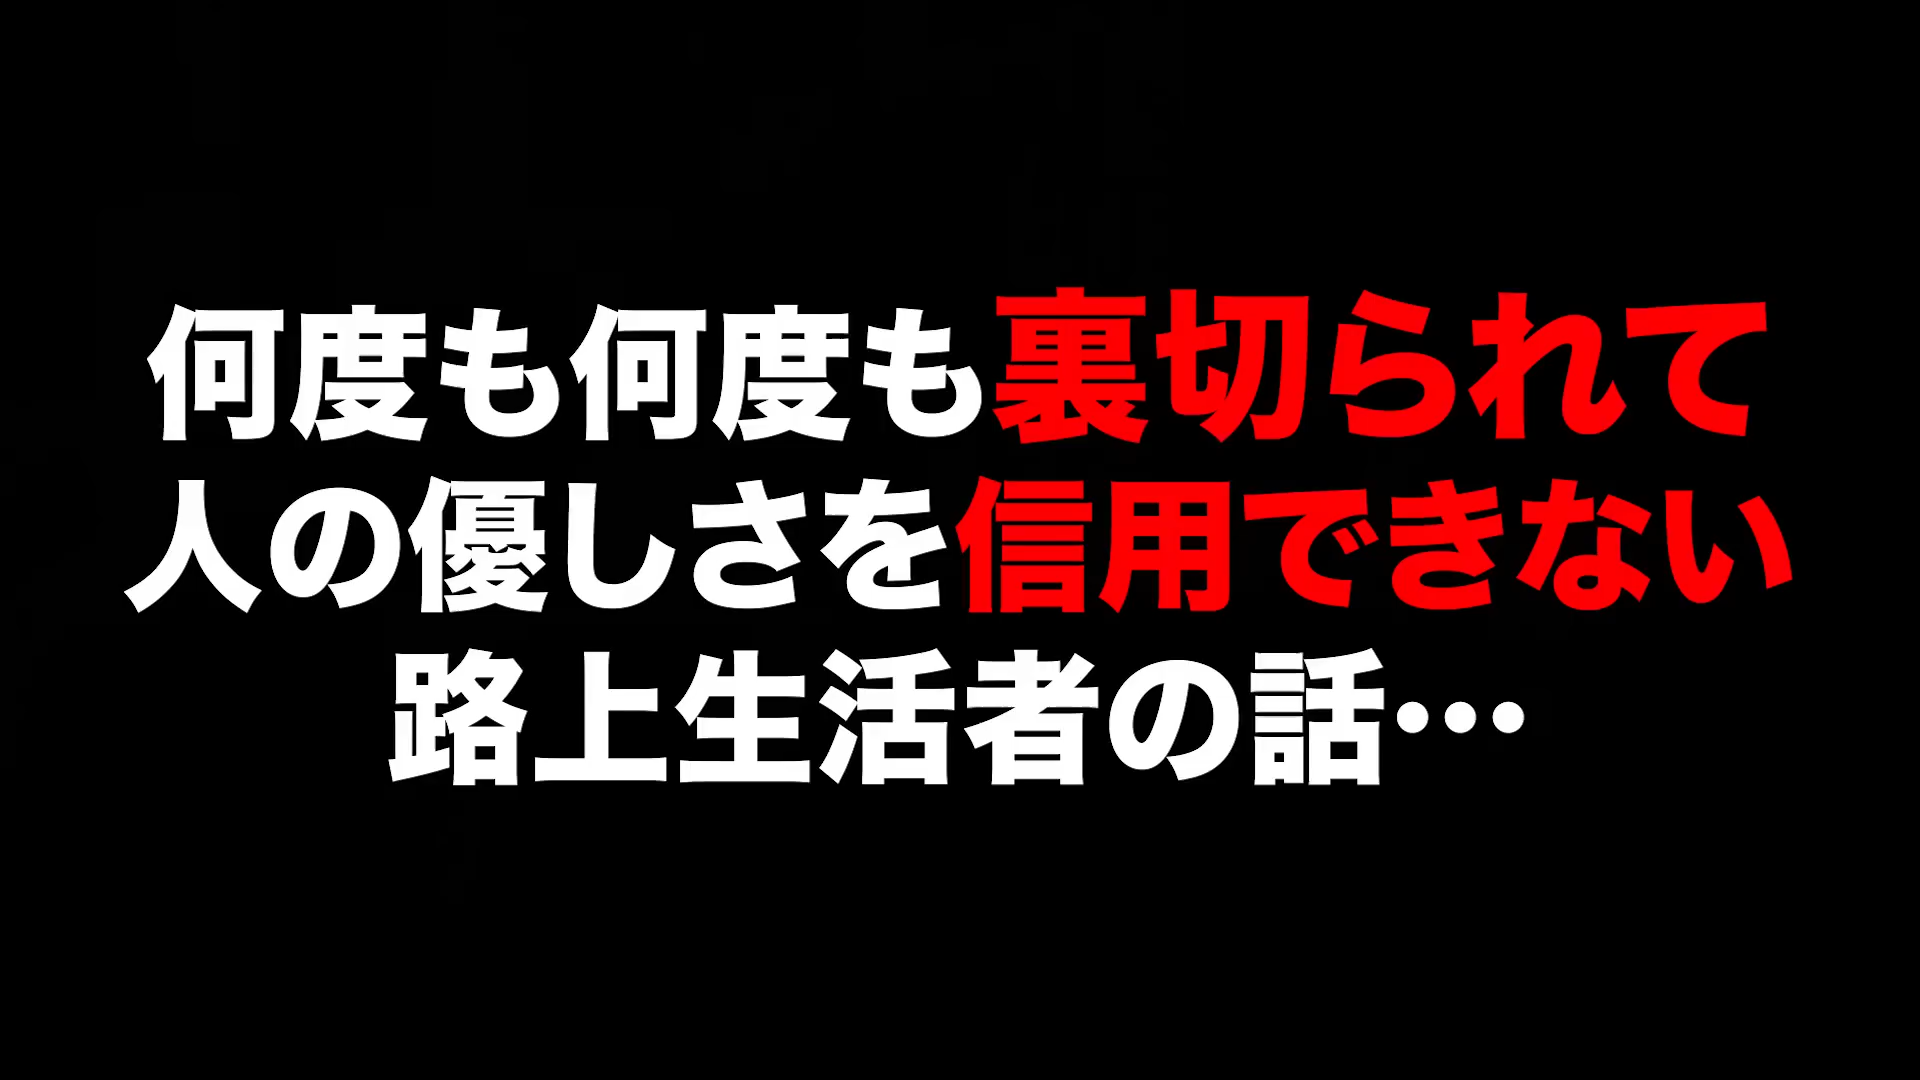 何度も何度も裏切られて
人の優しさを信用できない
路上生活者の話…